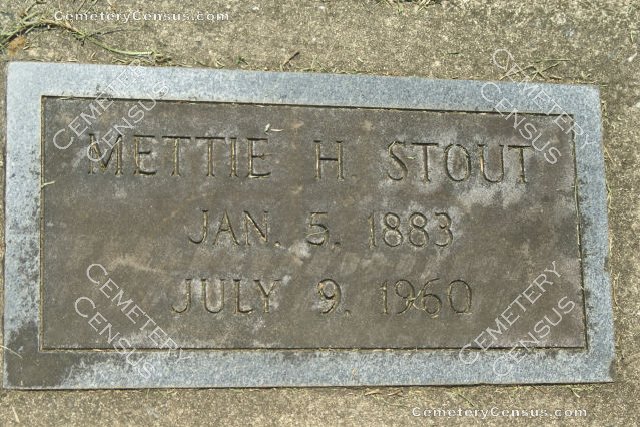 CemeteryCensus.com
CEMETERY
CENSUS
CEMETERY
CENSUS
METTIE H. STOUT
JAN. 5, 1883
JULY 9, 1960
CEMETERY
CENSUS
CEMETERY
CENSUS
CemeteryCensus.com